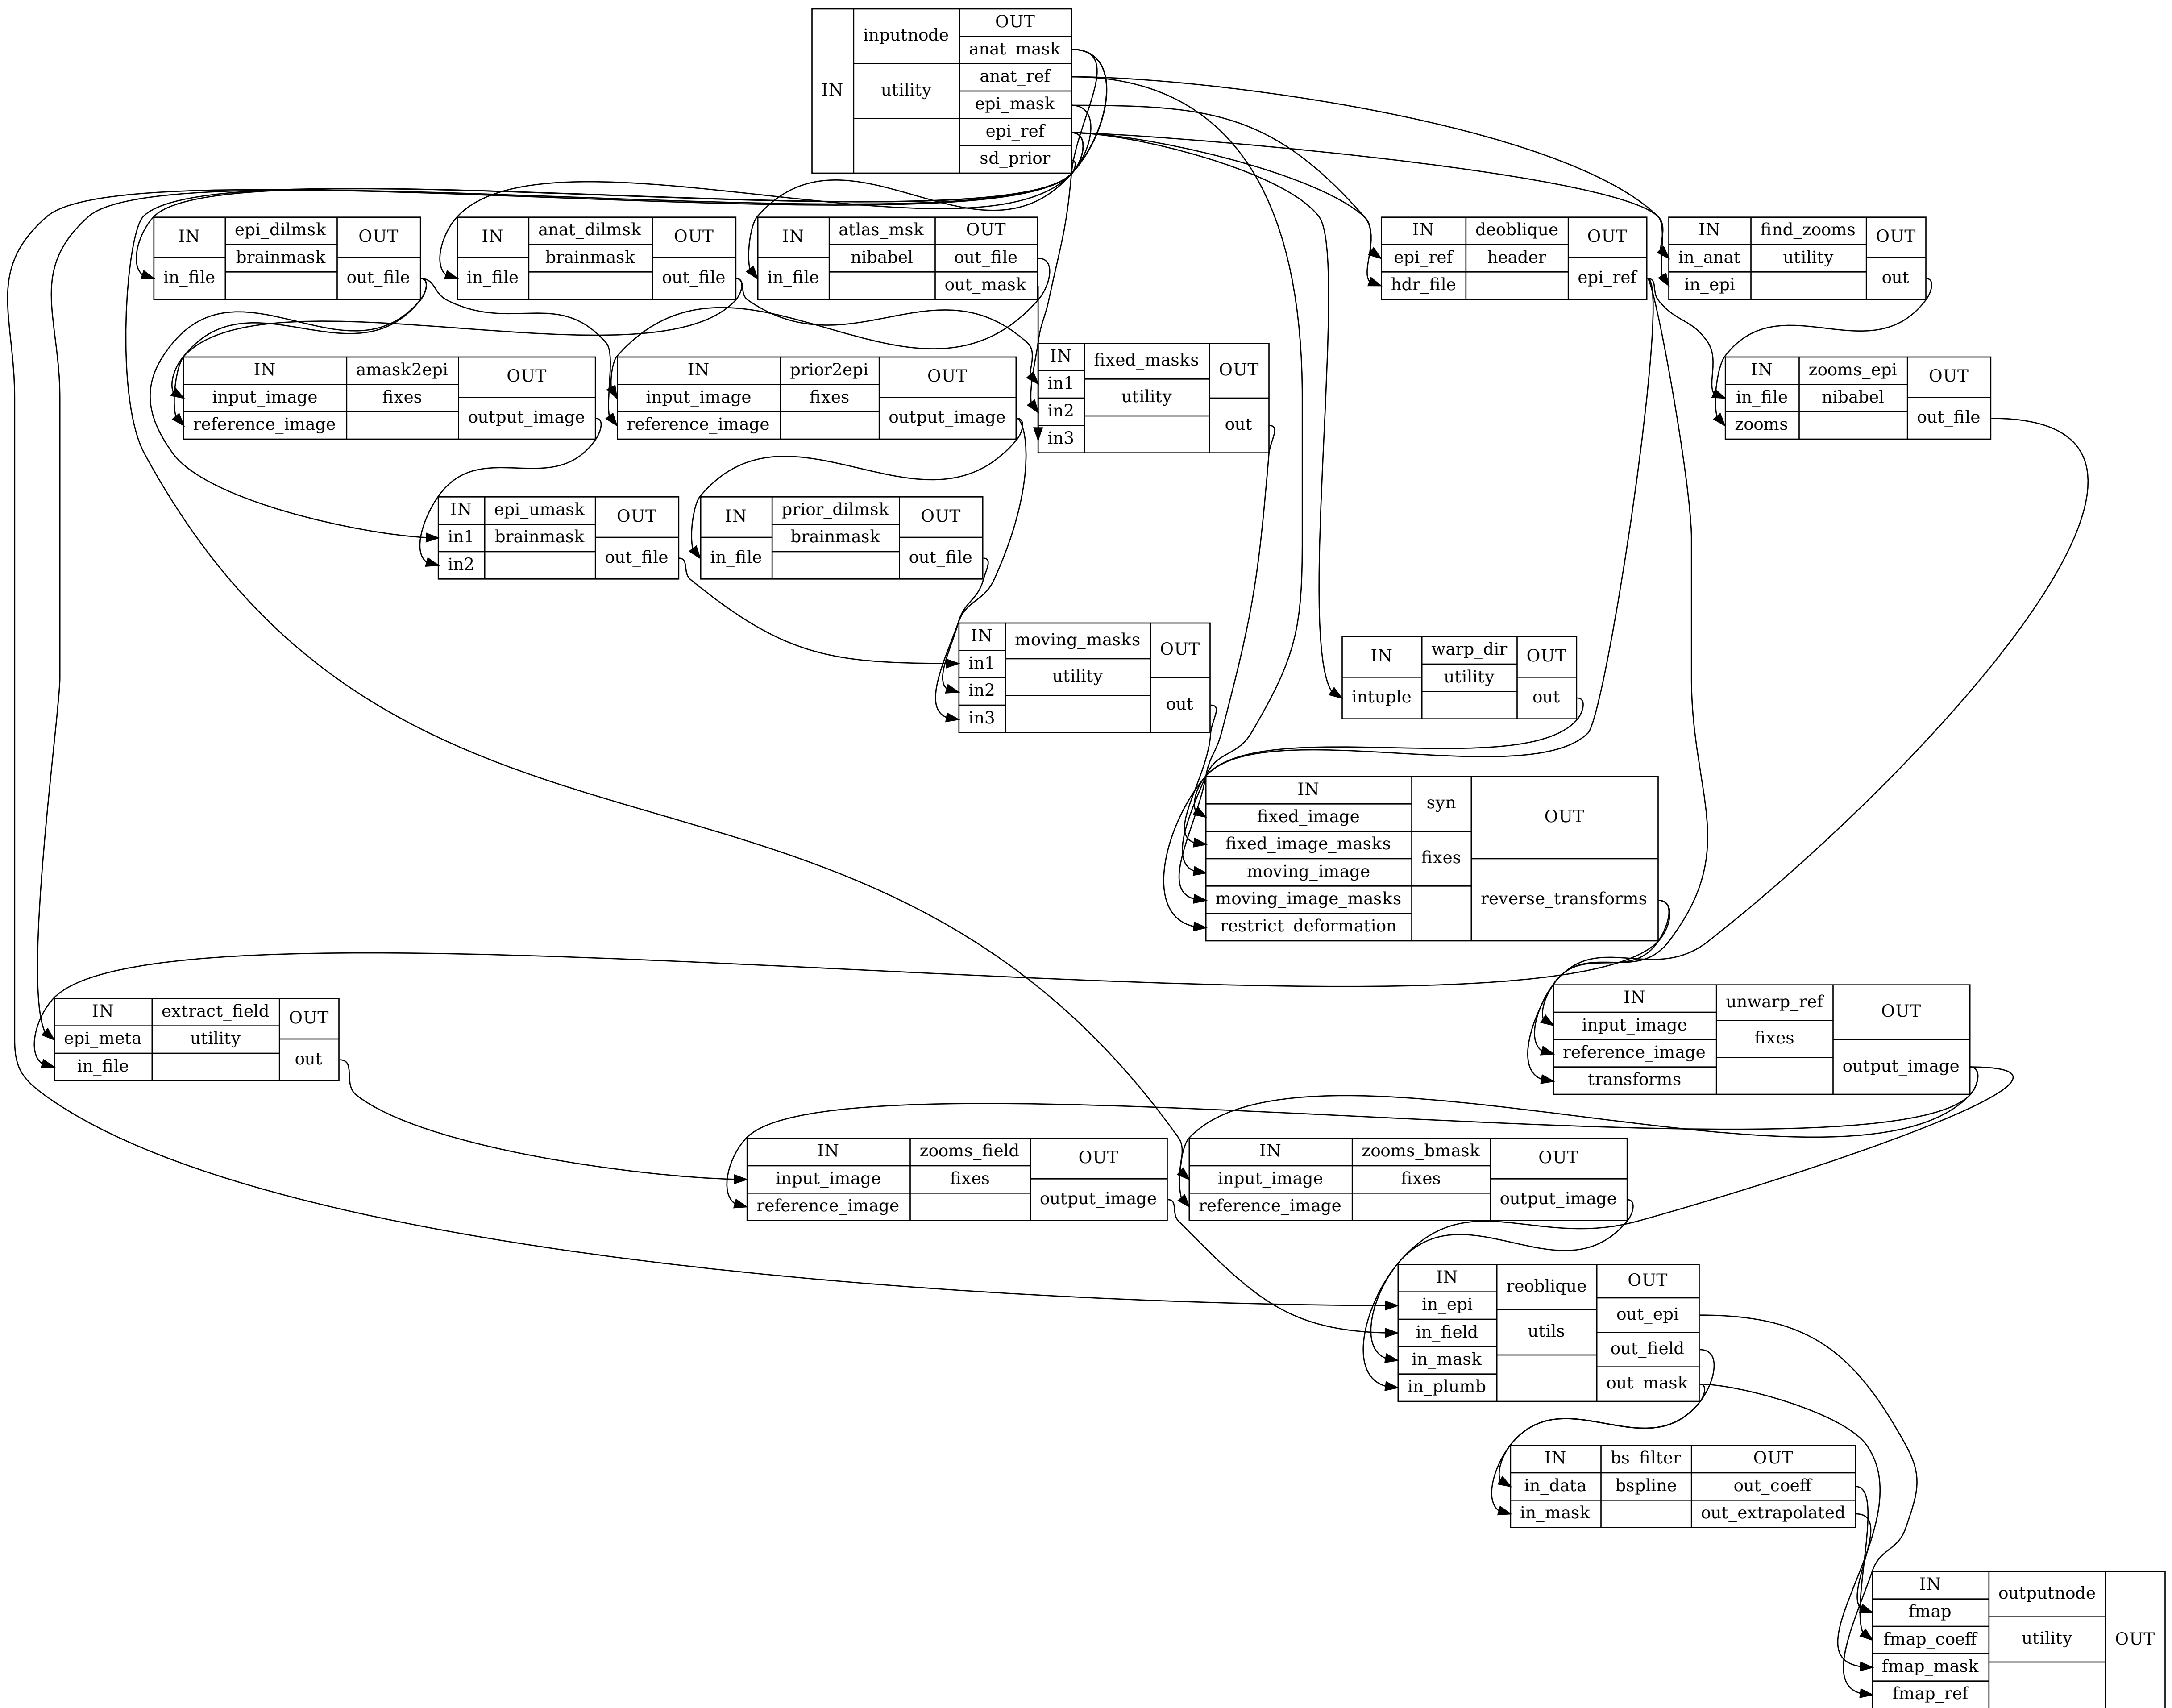 IN inputnode OUT
anat_mask
utility anat_ref
epi_mask
epi_ref
sd_prior
IN epi_dilmsk OUT
brainmask
in_file out_file
IN anat_dilmsk OUT
brainmask
in_file out_file
IN atlas_msk OUT
nibabel out_file
in_file out_mask
IN deoblique OUT
epi_ref header
hdr_file epi_ref
IN find_zooms OUT
in_anat utility
in_epi out
IN amask2epi OUT
input_image fixes
reference_image output_image
IN prior2epi OUT
input_image fixes
reference_image output_image
IN fixed_masks OUT
in1
in2 utility
in3 out
IN zooms_epi OUT
in_file nibabel
zooms out_file
IN epi_umask OUT
in1 brainmask
in2 out_file
IN prior_dilmsk OUT
brainmask
in_file out_file
IN moving_masks OUT
in1
in2 utility
in3 out
IN warp_dir OUT
utility
intuple out
IN syn OUT
fixed_image
fixed_image_masks fixes
moving_image
moving_image_masks reverse_transforms
restrict_deformation
IN extract_field OUT
epi_meta utility
in_file out
IN unwarp_ref OUT
input_image
reference_image fixes
transforms output_image
IN zooms_field OUT
input_image fixes
reference_image output_image
IN zooms_bmask OUT
input_image fixes
reference_image output_image
IN reoblique OUT
in_epi out_epi
in_field utils
in_mask out_field
in_plumb out_mask
IN bs_filter OUT
in_data bspline out_coeff
in_mask out_extrapolated
IN outputnode OUT
fmap
fmap_coeff utility
fmap_mask
fmap_ref